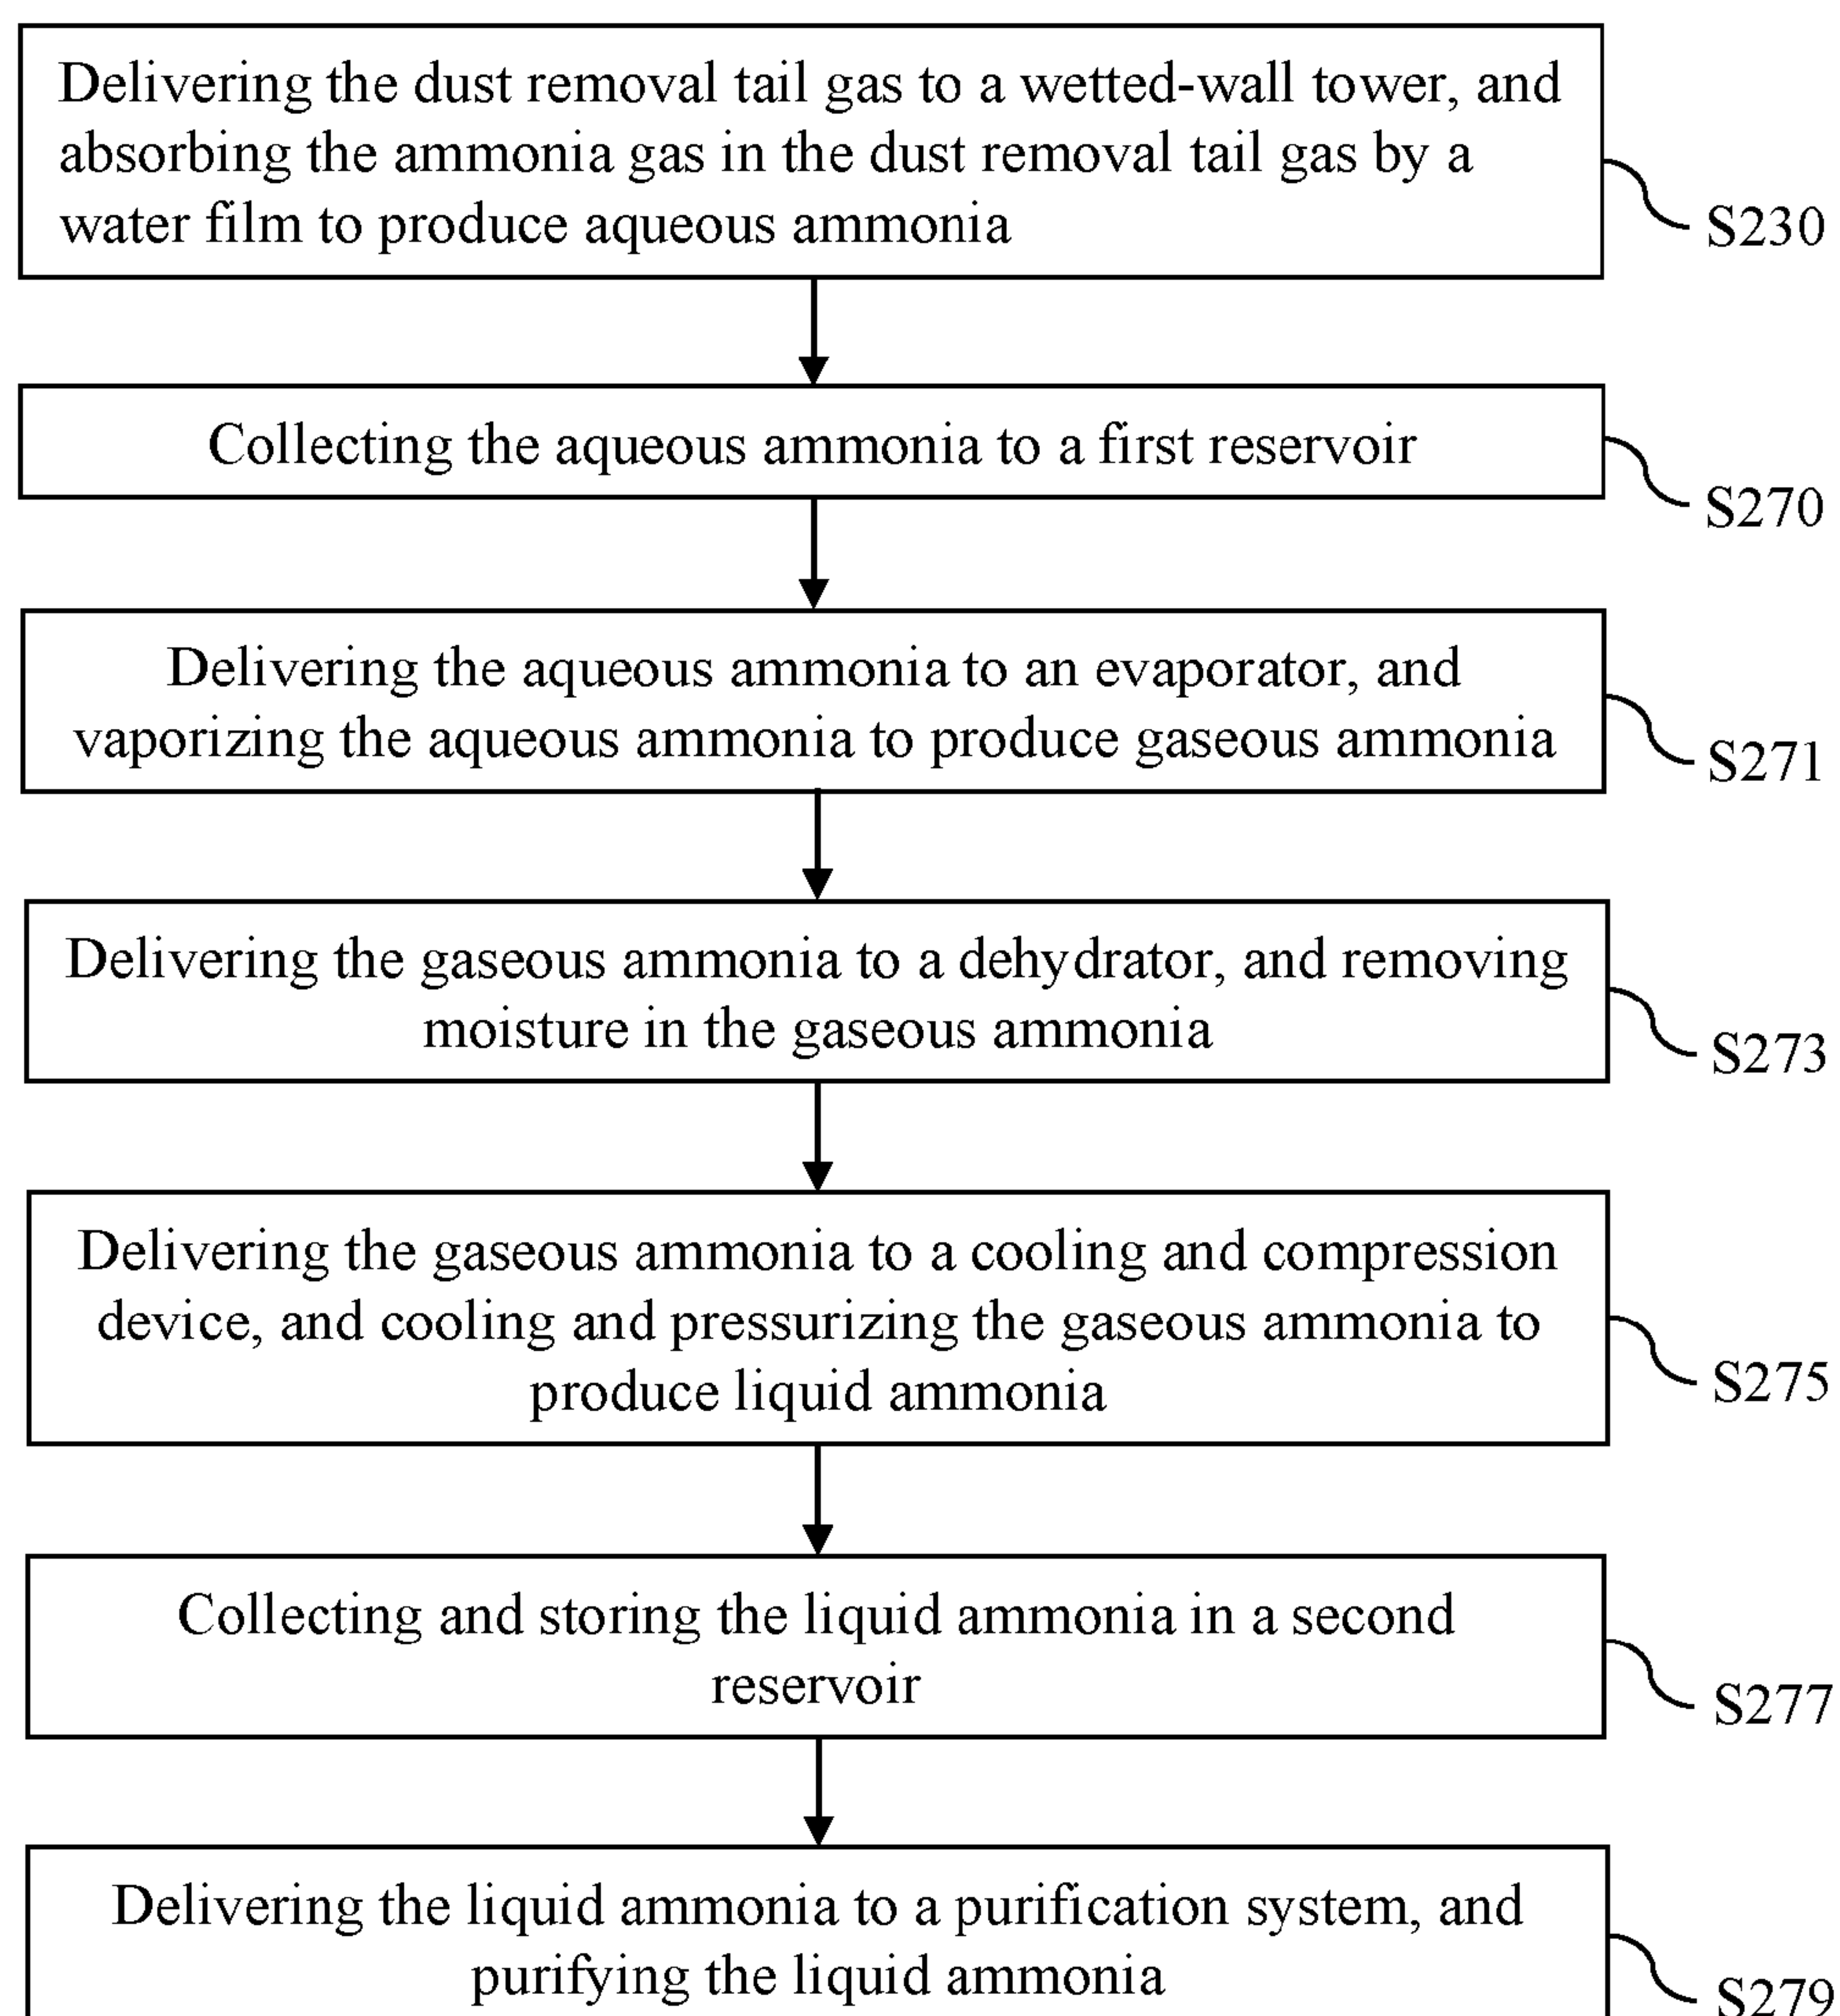 Delivering the dust removal tail gas to a wetted-wall tower, and
absorbing the ammonia gas in the dust removal tail gas by a
water film to produce aqueous ammonia
S230
Collecting the aqueous ammonia to a first reservoir
S270
Delivering the aqueous ammonia to an evaporator, and
vaporizing the aqueous ammonia to produce gaseous ammonia
S271
Delivering the gaseous ammonia to a dehydrator, and removing
moisture in the gaseous ammonia
S273
Delivering the gaseous ammonia to a cooling and compression
device, and cooling and pressurizing the gaseous ammonia to
produce liquid ammonia
S275
Collecting and storing the liquid ammonia in a second
reservoir
S277
Delivering the liquid ammonia to a purification system, and
purifying the liquid ammonia
S279